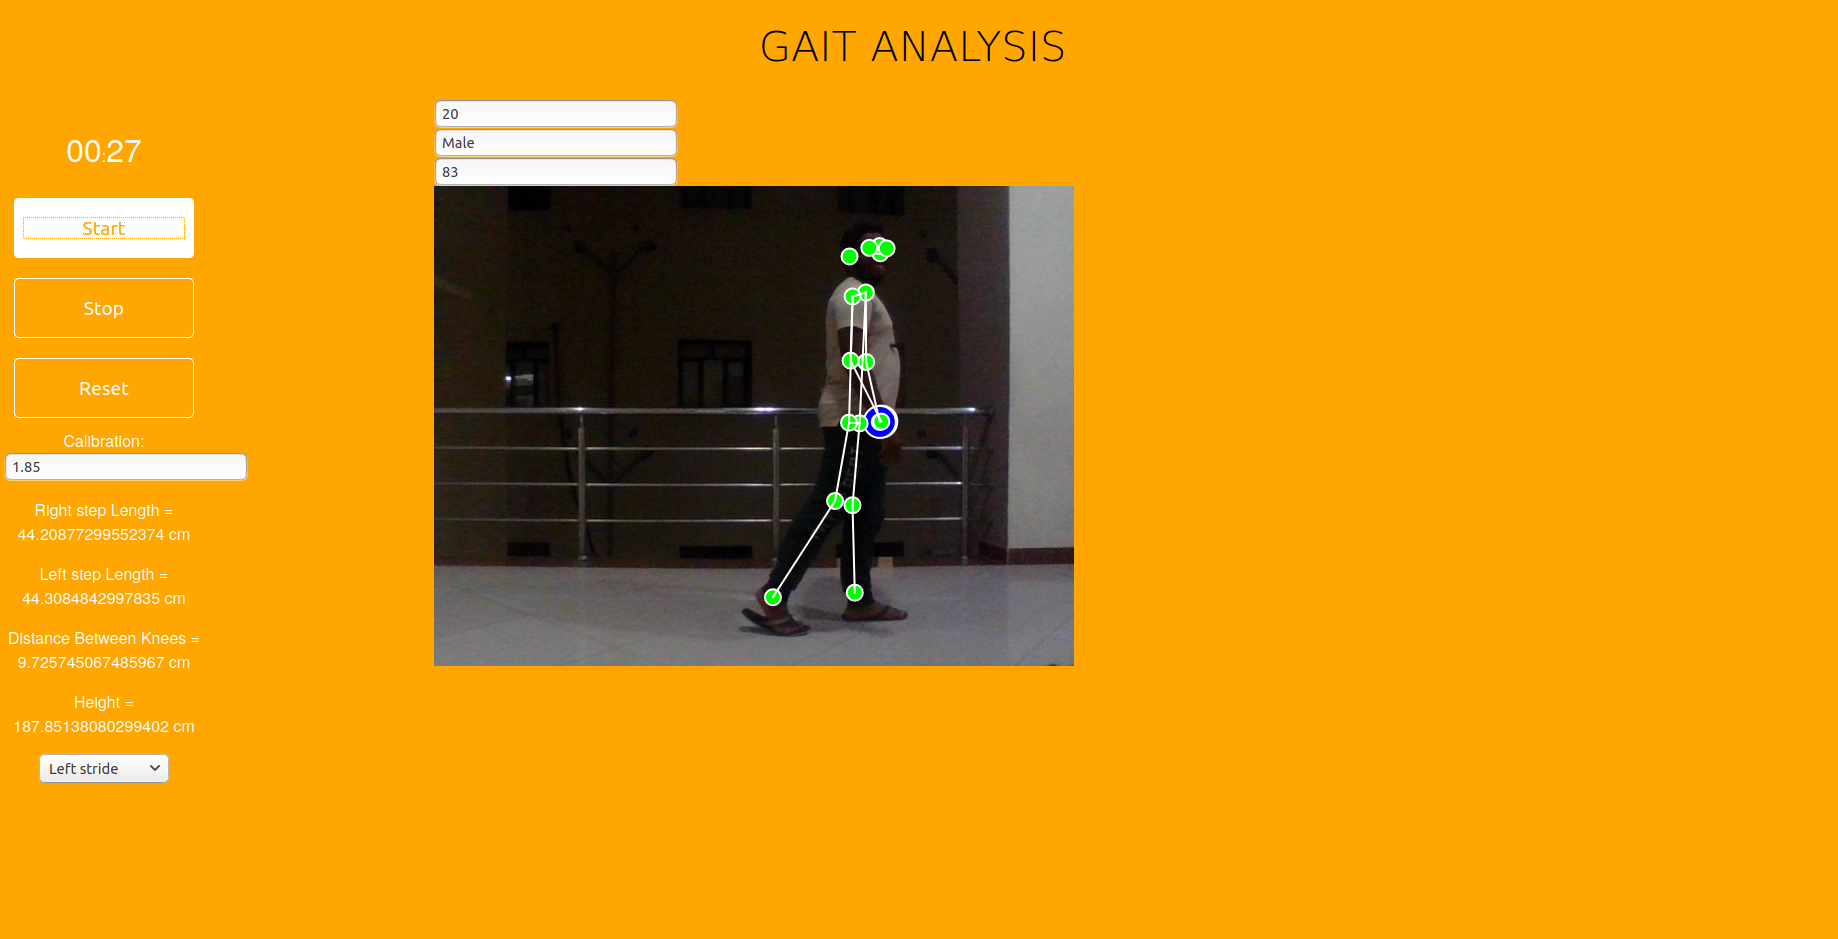 GAIT ANALYSIS
00:27
Start
Stop
Reset
Calibration:
1.85
Right step Length =
44.20877299552374 cm
Left step Length =
44.3084842997835 cm
Distance Between Knees =
9.725745067485967 cm
Height =
187.85138080299402 cm
Left stride
20
Male
83